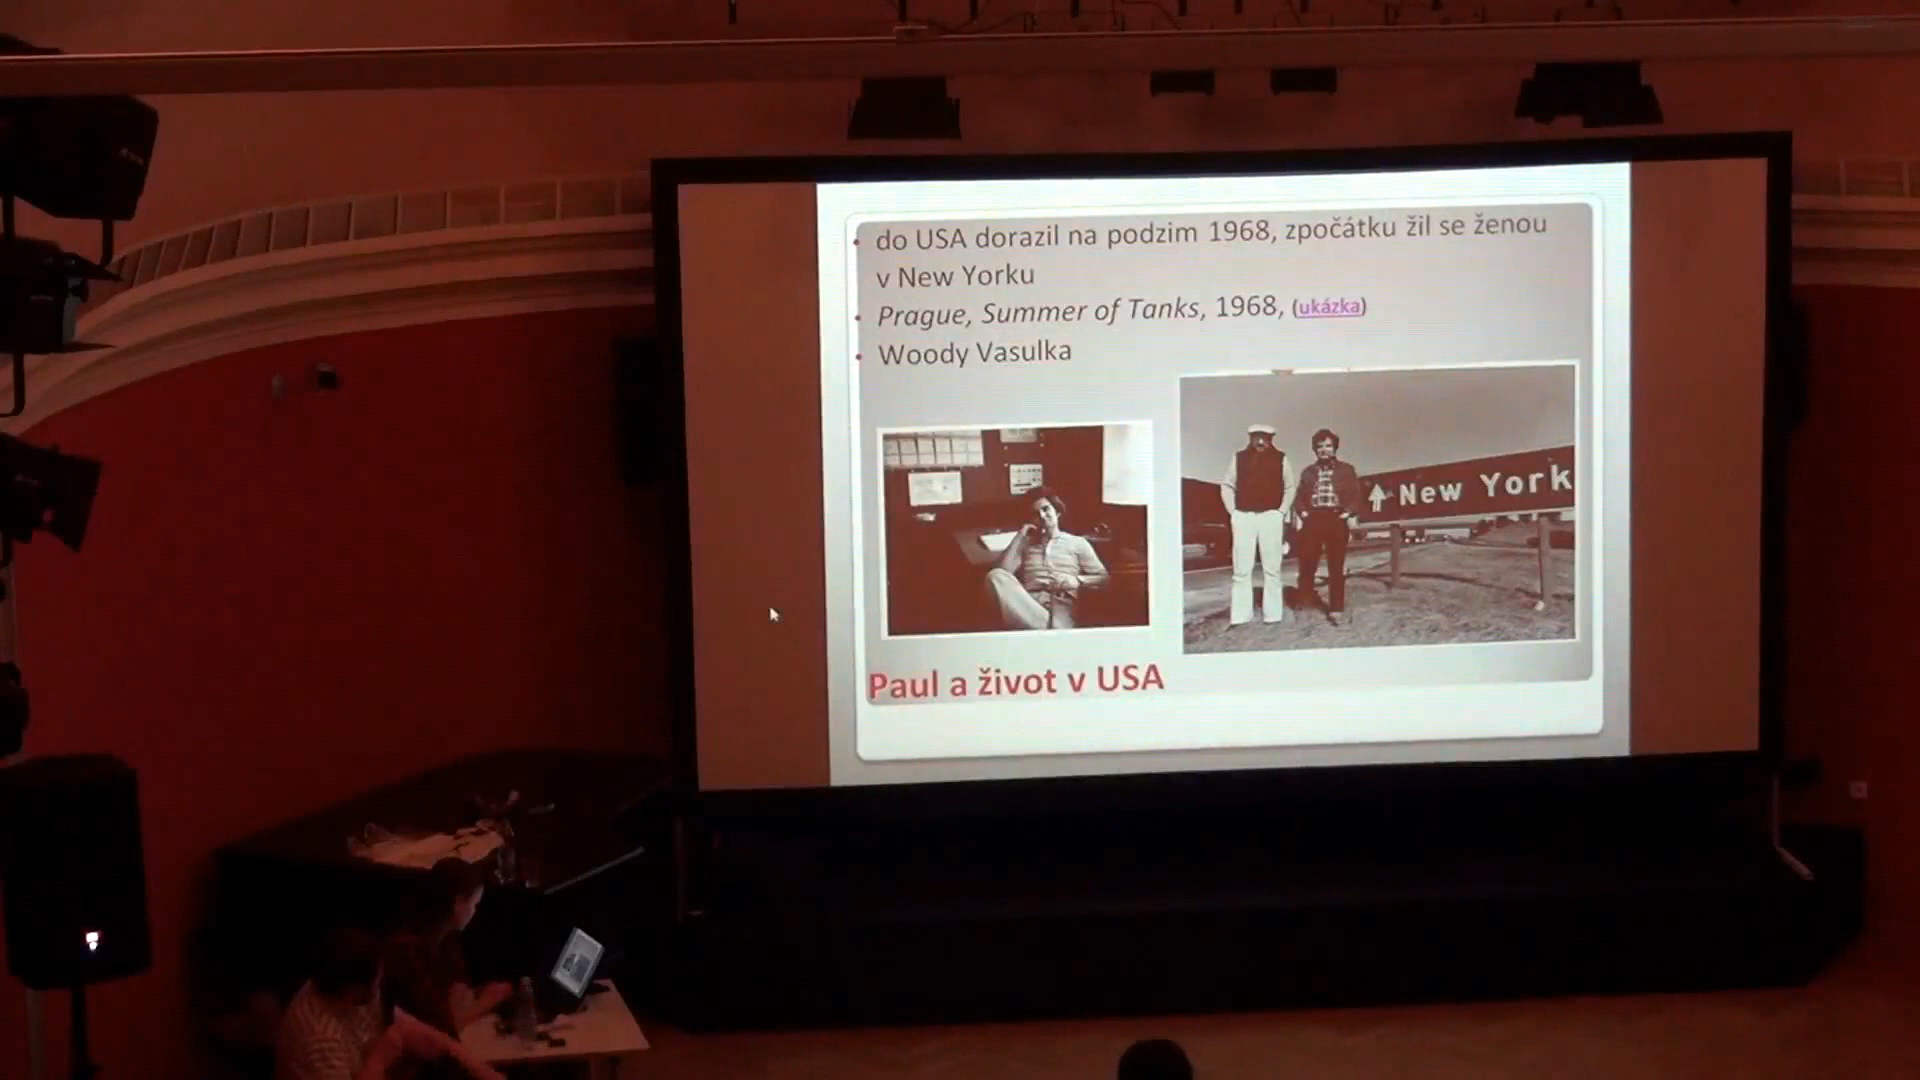 do USA dorazil na podzim 1968, zpočátku žil se ženou
v New Yorku
Prague, Summer of Tanks, 1968, (ukázka)
Woody Vasulka
New York
Paul a život v USA